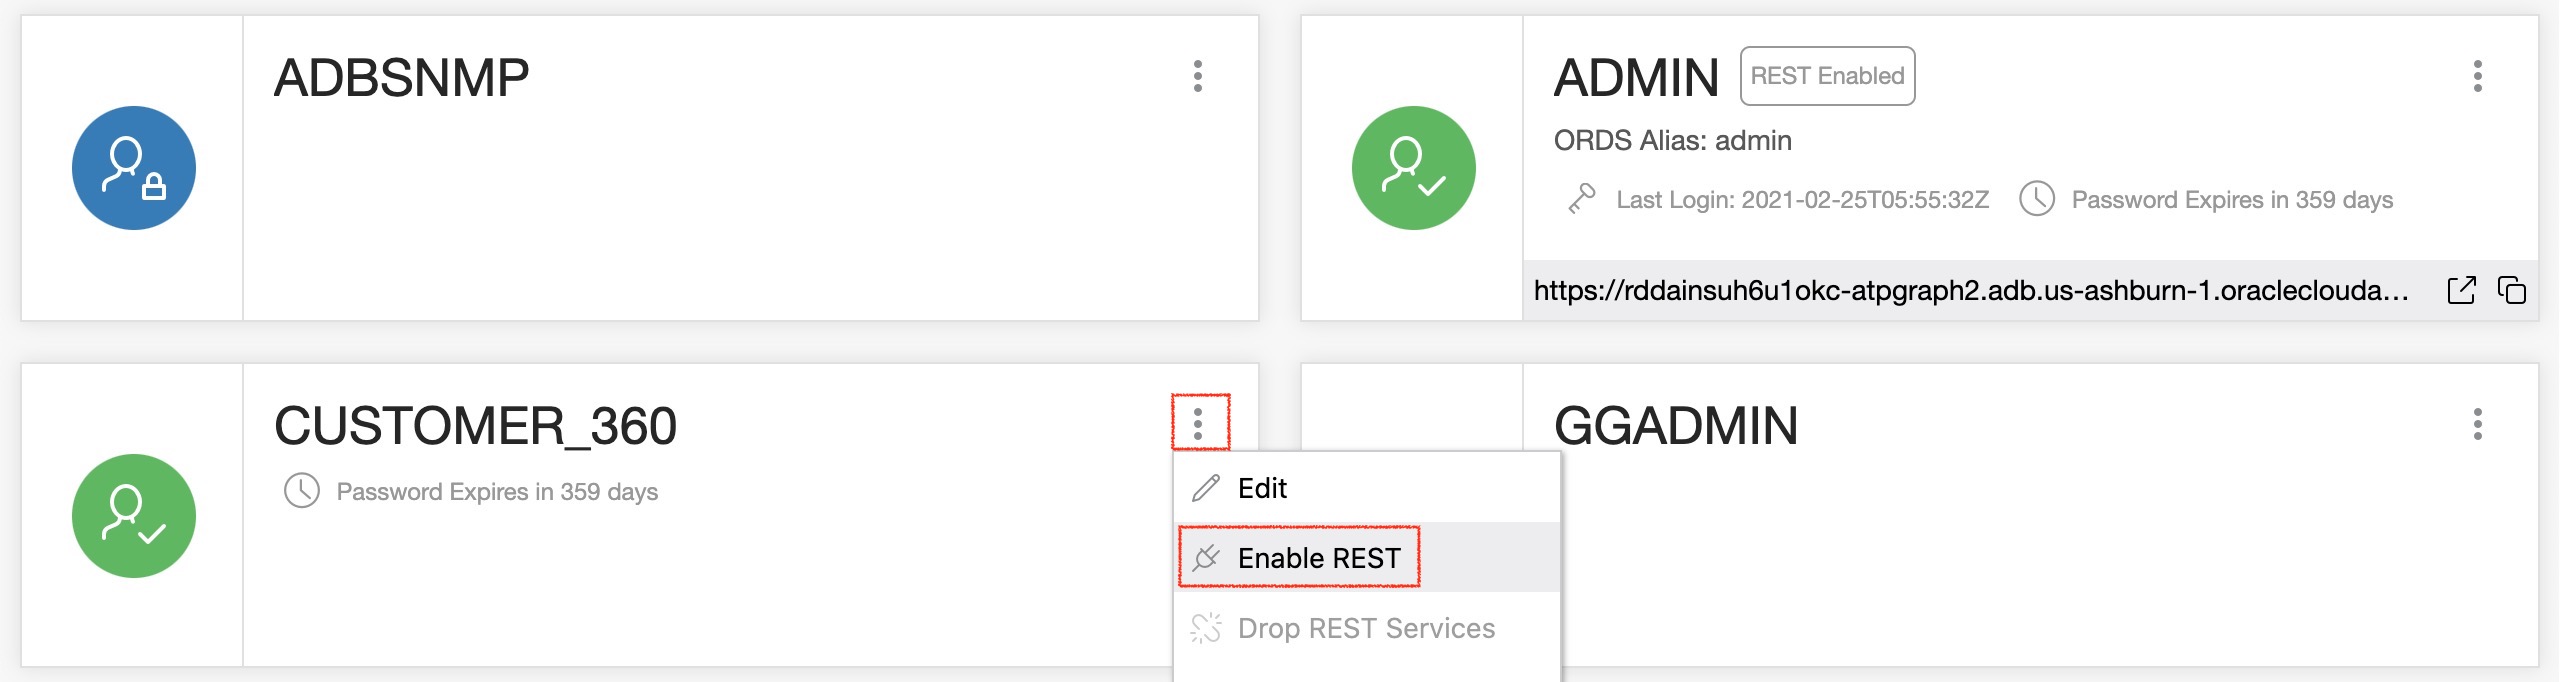 ADBSNMP
ADMIN REST Enabled
ORDS Alias: admin
Last Login: 2021-02-25T05:55:32Z Password Expires in 359 days
https://rddainsuh6u1okc-atpgraph2.adb.us-ashburn-1.oracleclouda...
CUSTOMER_360
Password Expires in 359 days
Edit
Enable REST
Drop REST Services
GGADMIN